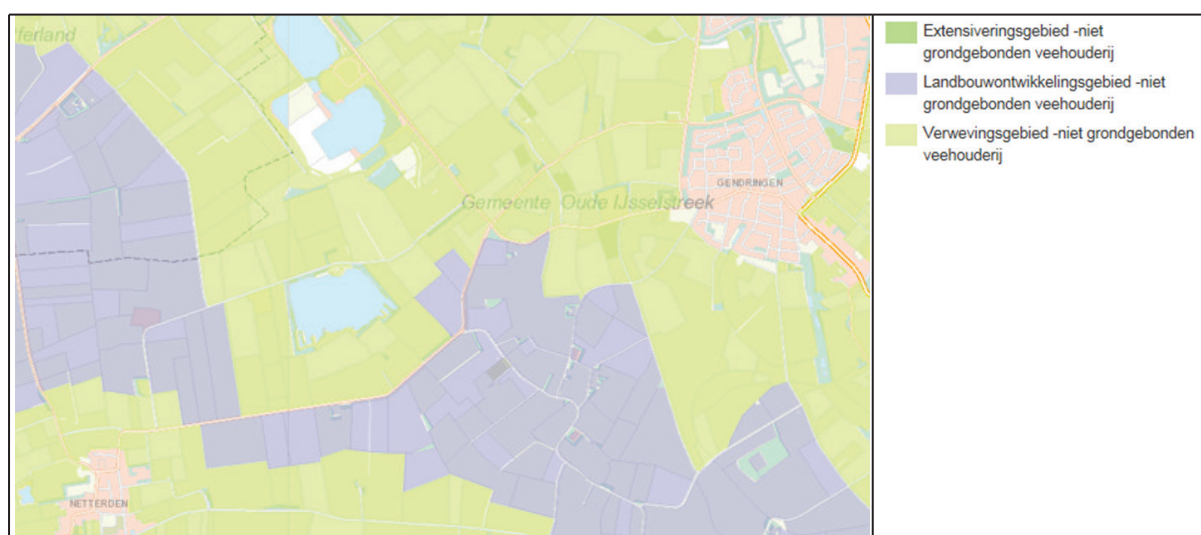 ferland
Gemeente Oude IJsselstreek
GENDRINGEN
NETTERDEN
Extensiveringsgebied -niet
grondgebonden veehouderij
Landbouwontwikkelingsgebied -niet
grondgebonden veehouderij
Verwevingsgebied -niet grondgebonden
veehouderij